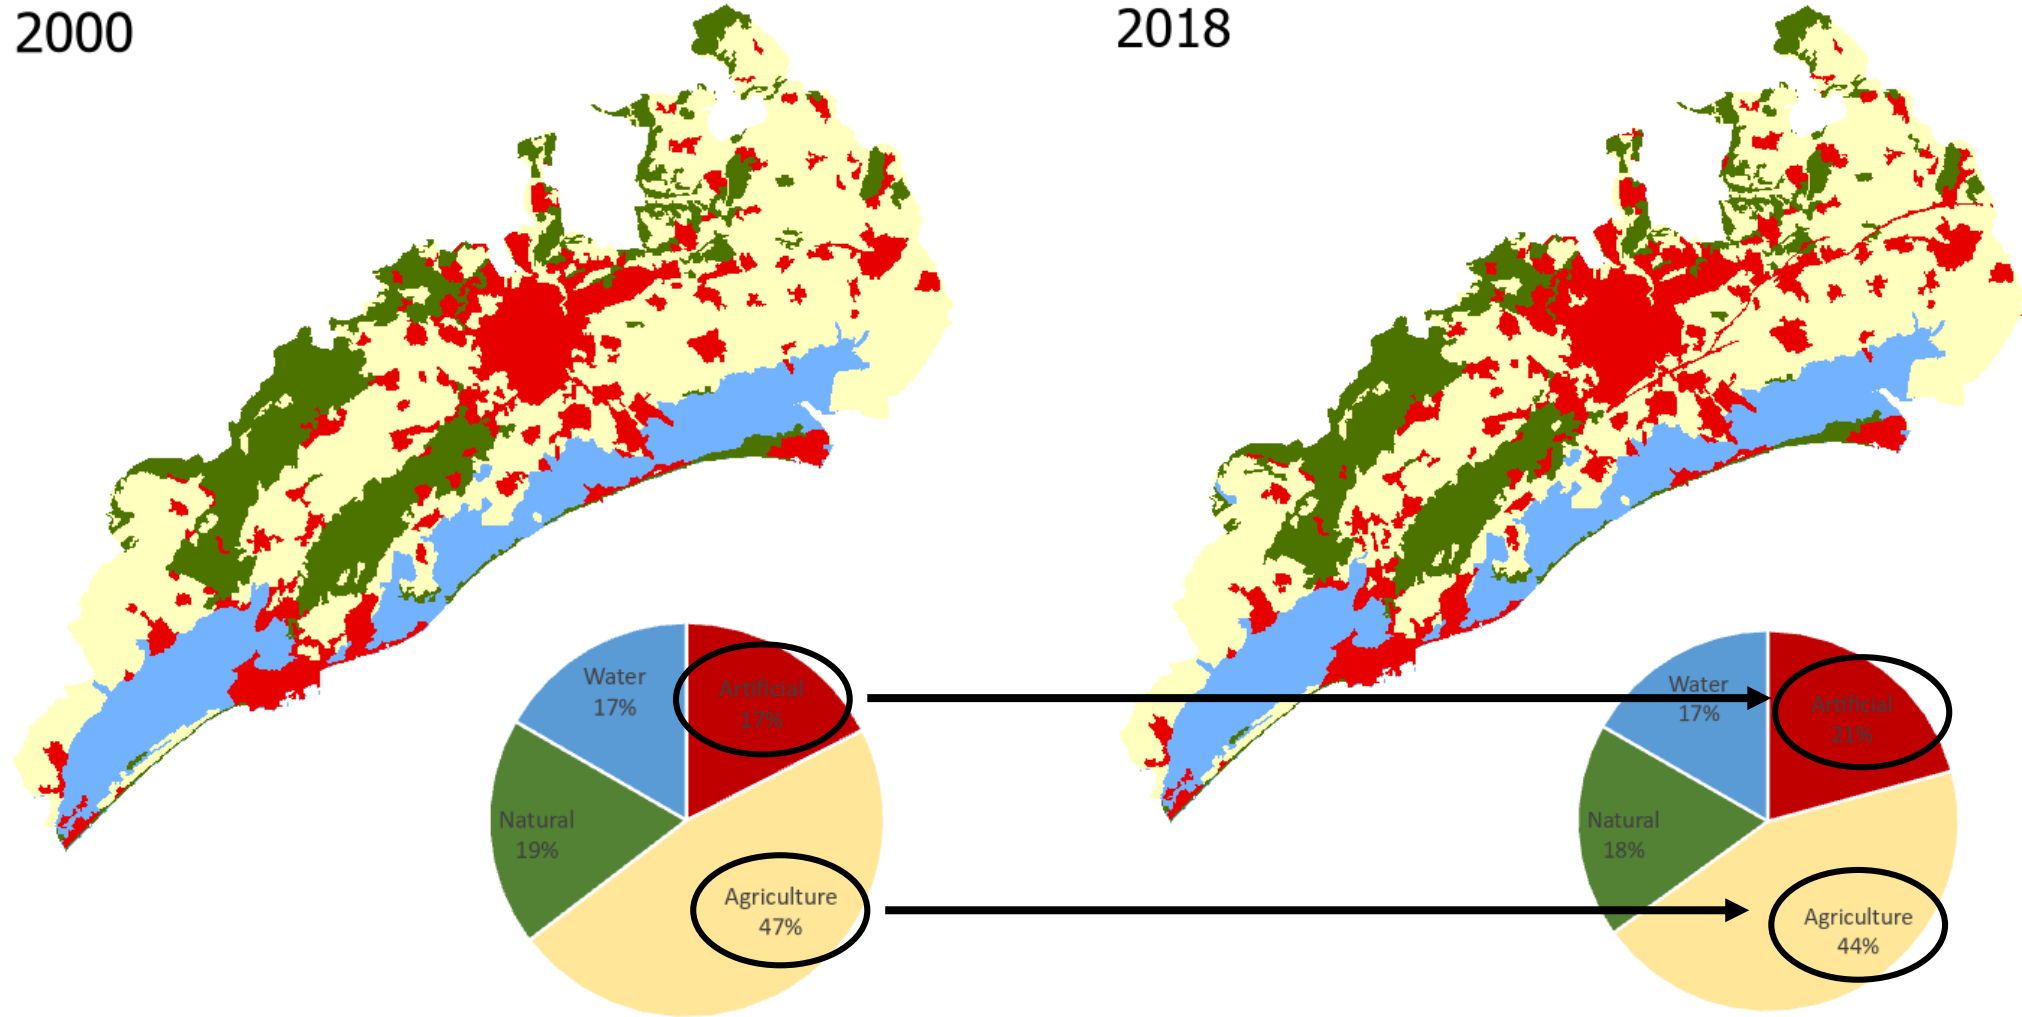 2000
2018
Water
17%
Artificial
17%
Natural
19%
Agriculture
47%
Water
17%
Artificial
21%
Natural
18%
Agriculture
44%